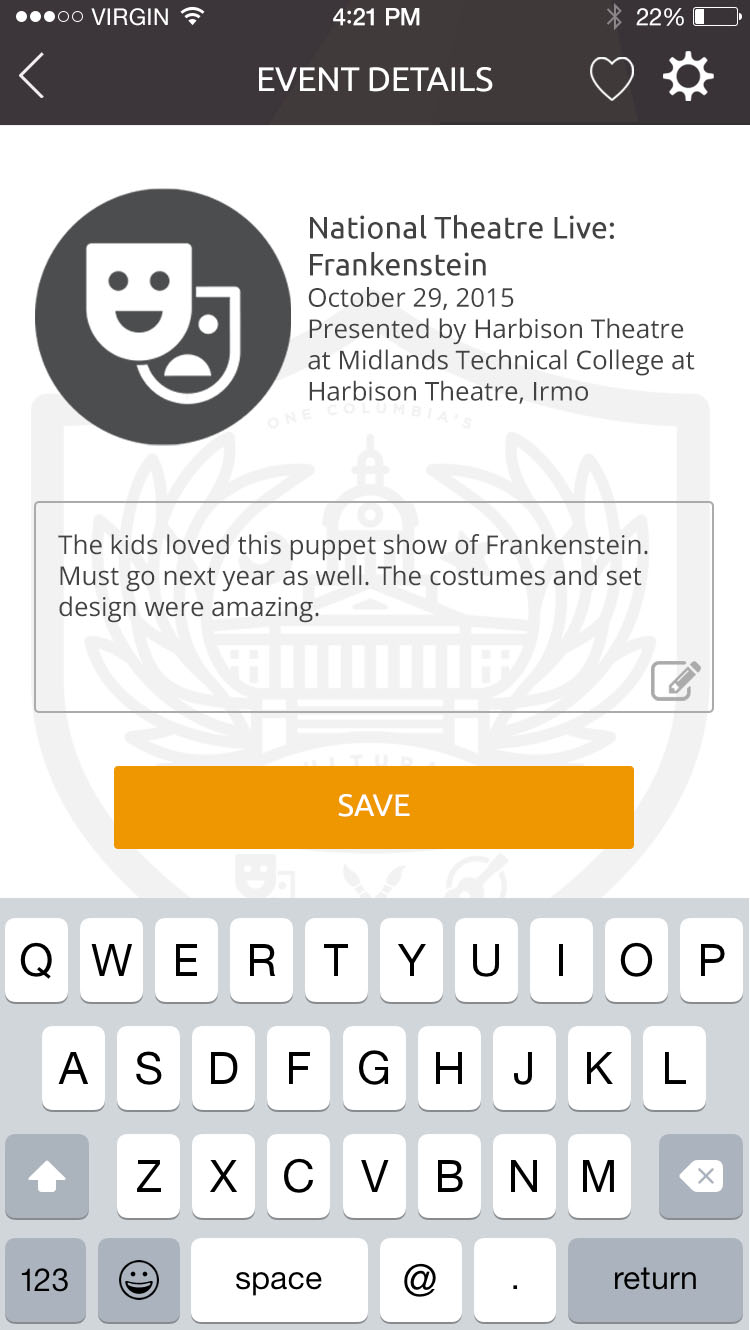 VIRGIN 4:21 PM 22%
EVENT DETAILS
National Theatre Live:
Frankenstein
October 29, 2015
Presented by Harbison Theatre
at Midlands Technical College at
Harbison Theatre, Irmo
ONE COLUMBIA'S
The kids loved this puppet show of Frankenstein.
Must go next year as well. The costumes and set
design were amazing.
SAVE
Q W E R T Y U I O P
A S D F G H J K L
Z X C V B N M
123 space @ . return